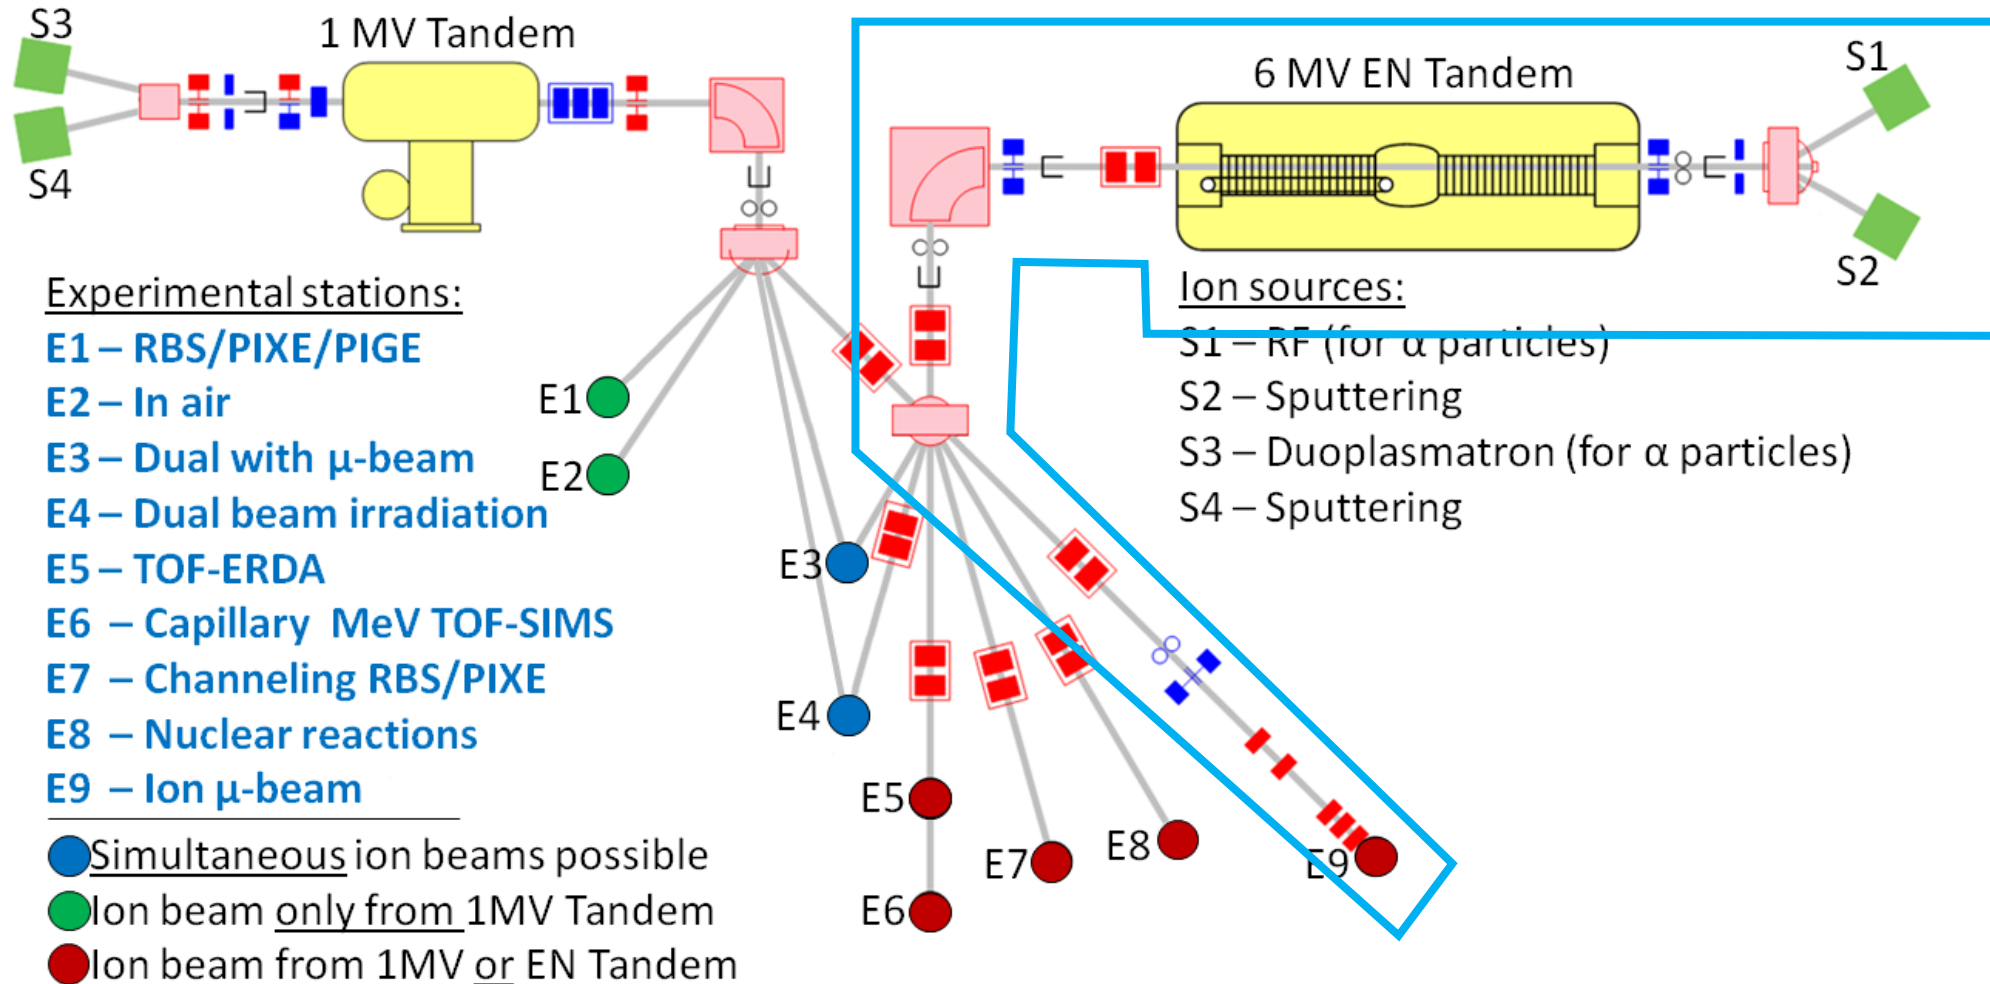 S3
1 MV Tandem
S4
6 MV EN Tandem
S1
S2
Experimental stations:
E1 – RBS/PIXE/PIGE
E2 – In air
E3 – Dual with μ-beam
E4 – Dual beam irradiation
E5 – TOF-ERDA
E6 – Capillary MeV TOF-SIMS
E7 – Channeling RBS/PIXE
E8 – Nuclear reactions
E9 – Ion μ-beam
Simultaneous ion beams possible
Ion beam only from 1MV Tandem
Ion beam from 1MV or EN Tandem
Ion sources:
S1 – RF (for α particles)
S2 – Sputtering
S3 – Duoplasmatron (for α particles)
S4 – Sputtering
E1
E2
E3
E4
E5
E6
E7
E8
E9